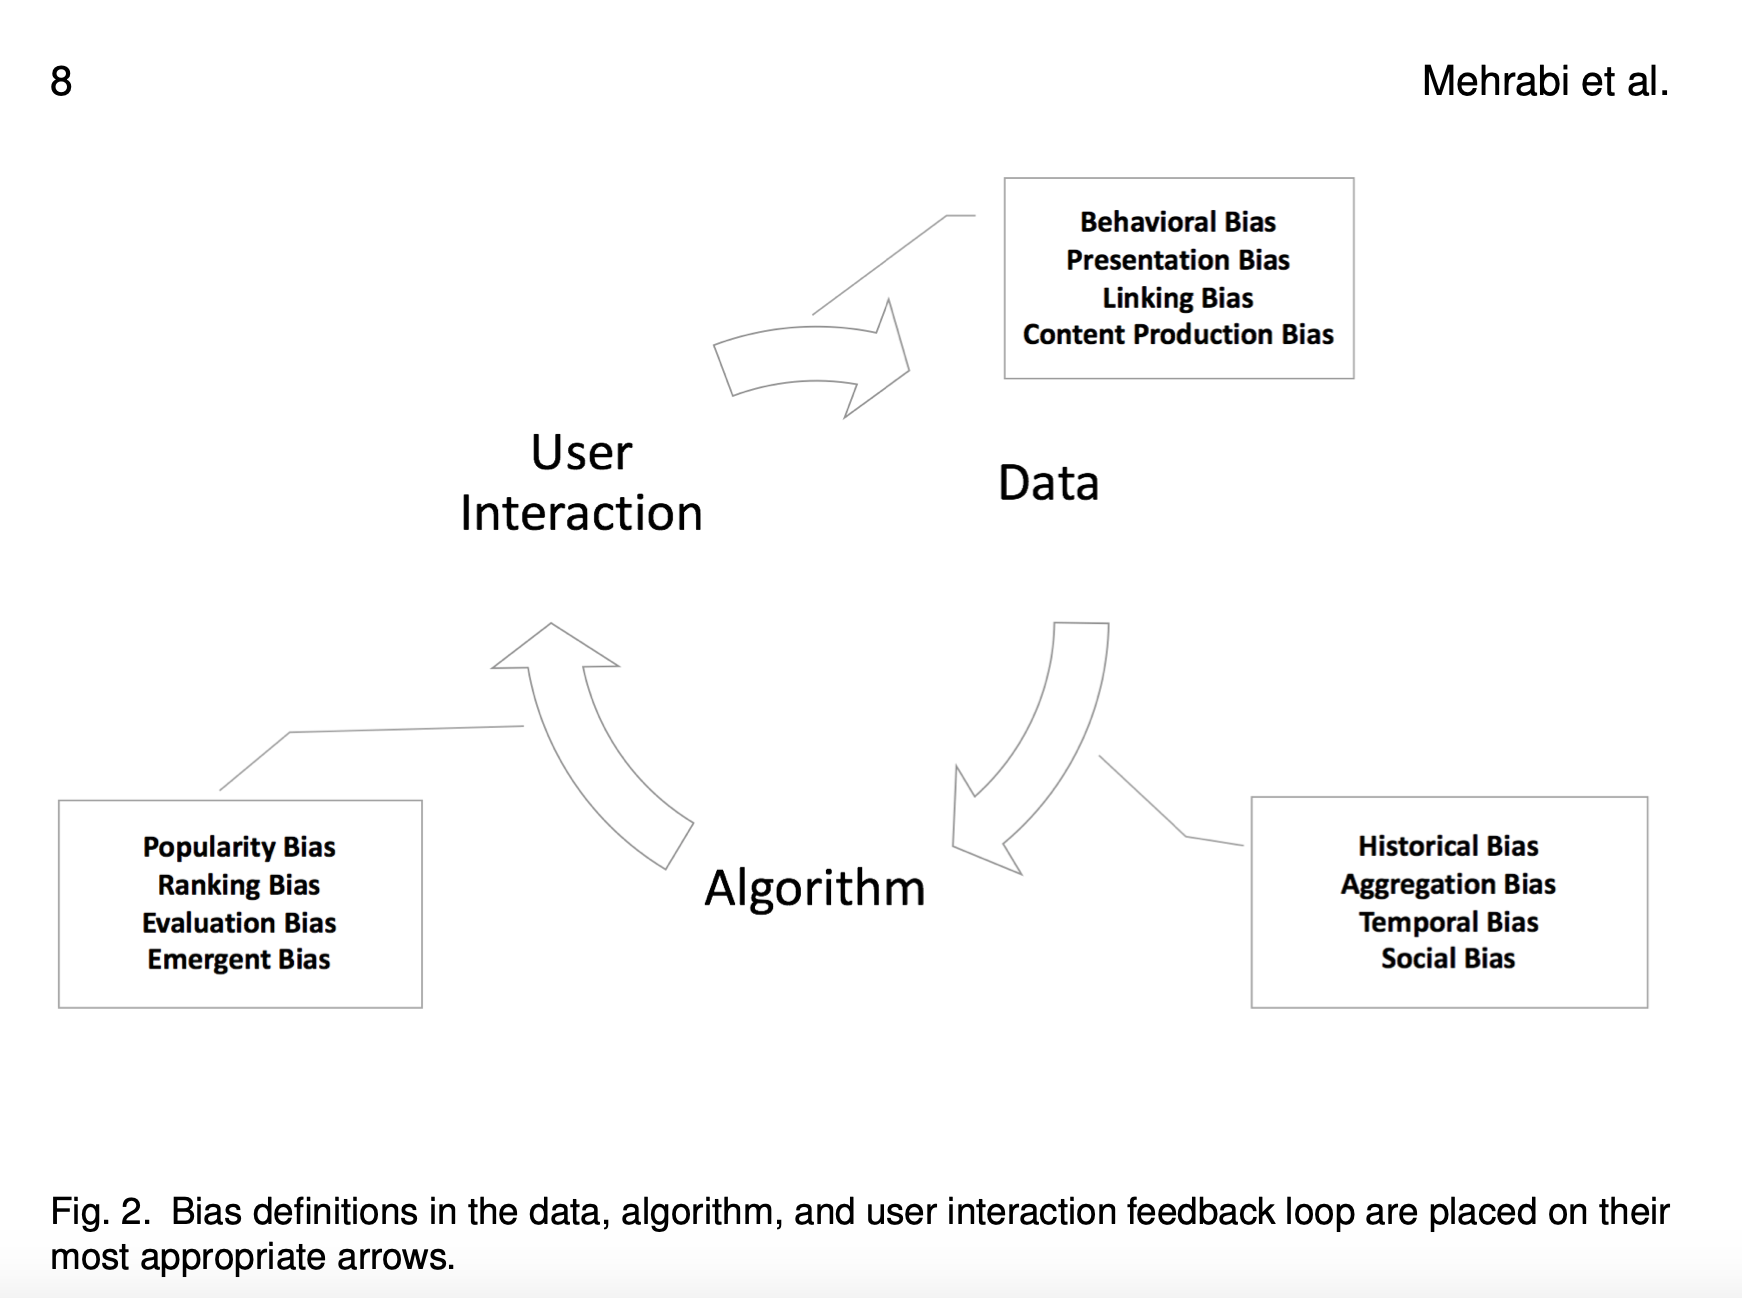 8
Mehrabi et al.
Behavioral Bias
Presentation Bias
Linking Bias
Content Production Bias
User
Interaction
Data
Popularity Bias
Ranking Bias
Evaluation Bias
Emergent Bias
Algorithm
Historical Bias
Aggregation Bias
Temporal Bias
Social Bias
Fig. 2. Bias definitions in the data, algorithm, and user interaction feedback loop are placed on their
most appropriate arrows.